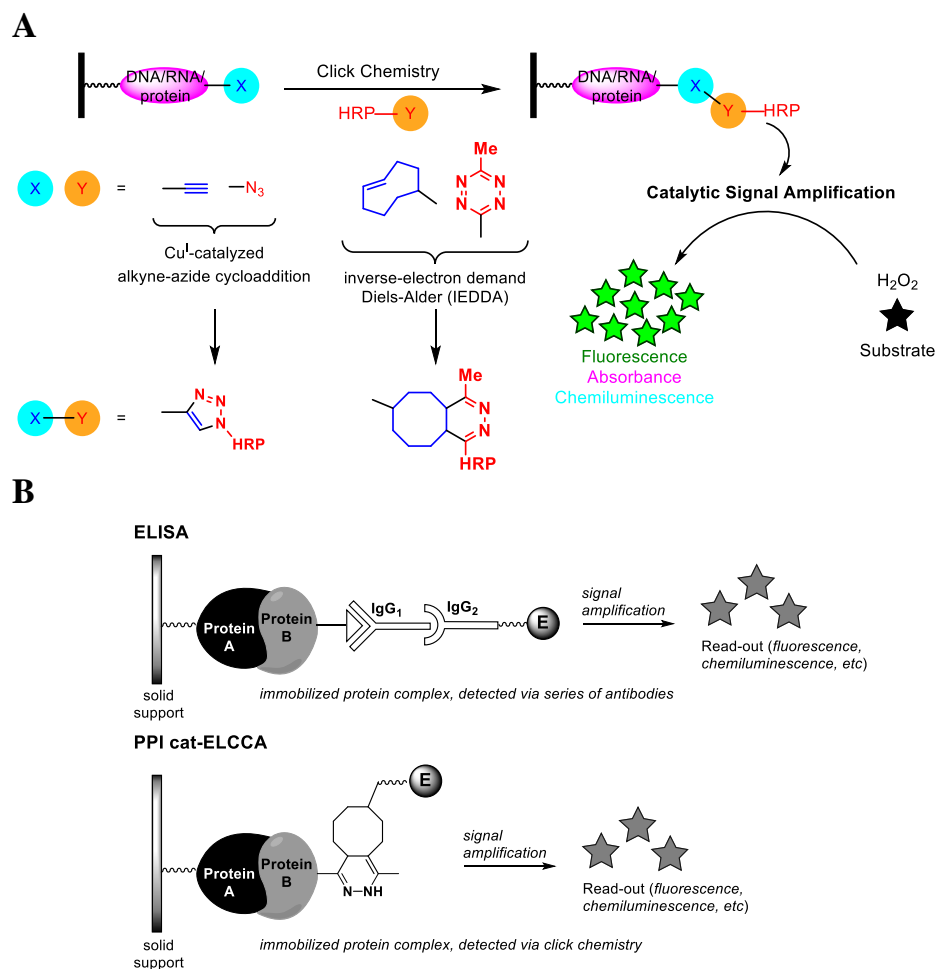 A
DNA/RNA/
protein
X
Click Chemistry
HRP
Y
DNA/RNA/
protein
X
Y
HRP
X
Y
=
N3
Me
N
N
N
N
Catalytic Signal Amplification
CuI-catalyzed
alkyne-azide cycloaddition
inverse-electron demand
Diels-Alder (IEDDA)
H2O2
Substrate
Fluorescence
Absorbance
Chemiluminescence
X
Y
=
N
N
N
HRP
Me
N
N
HRP
B
ELISA
Protein
A
Protein
B
IgG1
IgG2
E
signal
amplification
Read-out (fluorescence,
chemiluminescence, etc)
solid
support
immobilized protein complex, detected via series of antibodies
PPI cat-ELCCA
E
Protein
A
Protein
B
N
NH
signal
amplification
Read-out (fluorescence,
chemiluminescence, etc)
solid
support
immobilized protein complex, detected via click chemistry